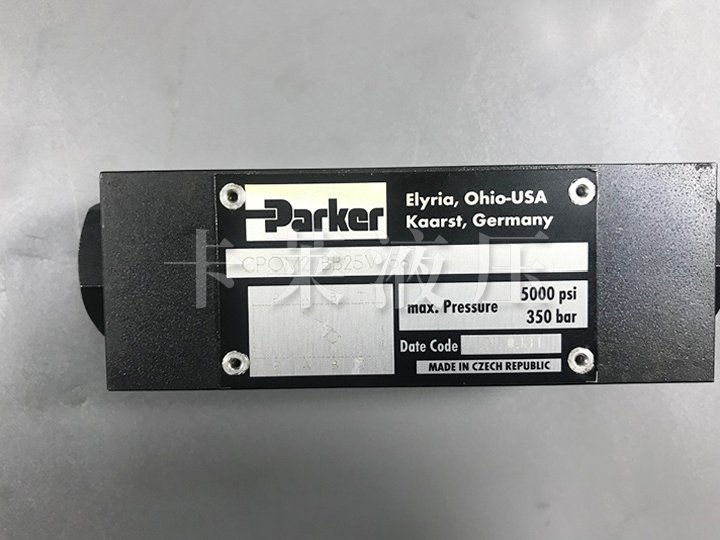 Parker
Elyria, Ohio-USA
Kaarst, Germany
卡莱液压
max. Pressure
5000 psi
350 bar
Date Code
MADE IN CZECH REPUBLIC